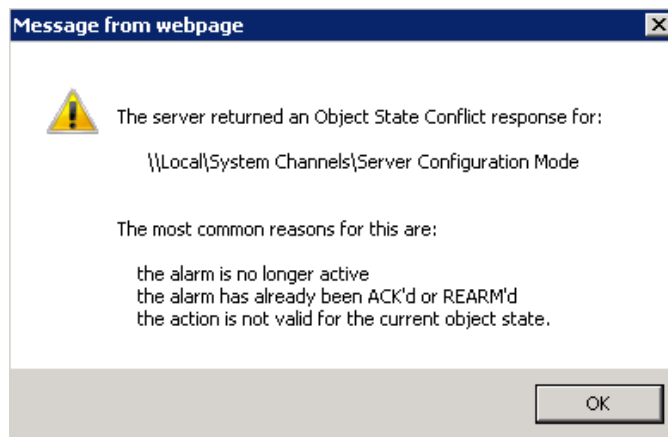 Message from webpage
The server returned an Object State Conflict response for:
\\Local\System Channels\Server Configuration Mode
The most common reasons for this are:
the alarm is no longer active
the alarm has already been ACK'd or REARM'd
the action is not valid for the current object state.
OK